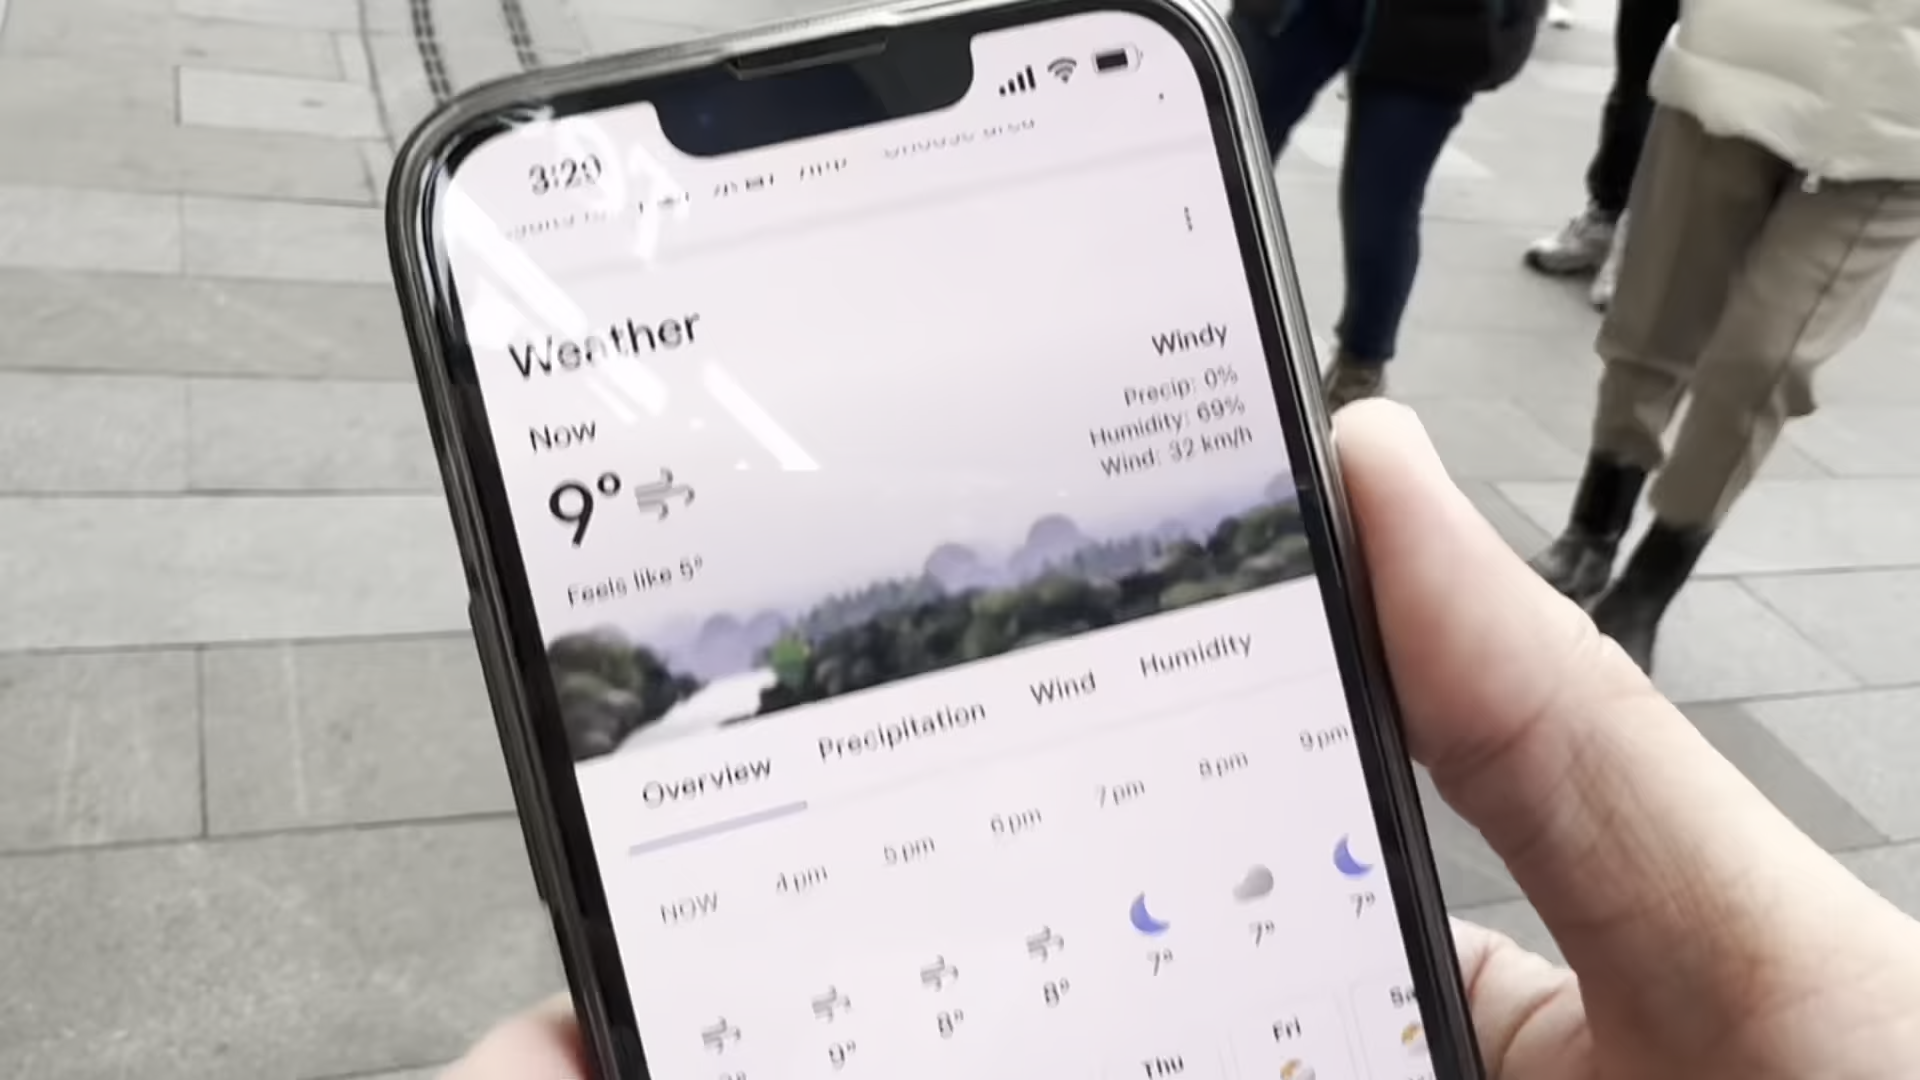 3:29
Weather
Now
9°
Feels like 5°
Windy
Precip: 0%
Humidity: 69%
Wind: 32 km/h
Overview Precipitation Wind Humidity
NOW 4 pm 5 pm 6 pm 7 pm 8 pm 9 pm
9° 8° 8° 7° 7° 7°
Thu Fri